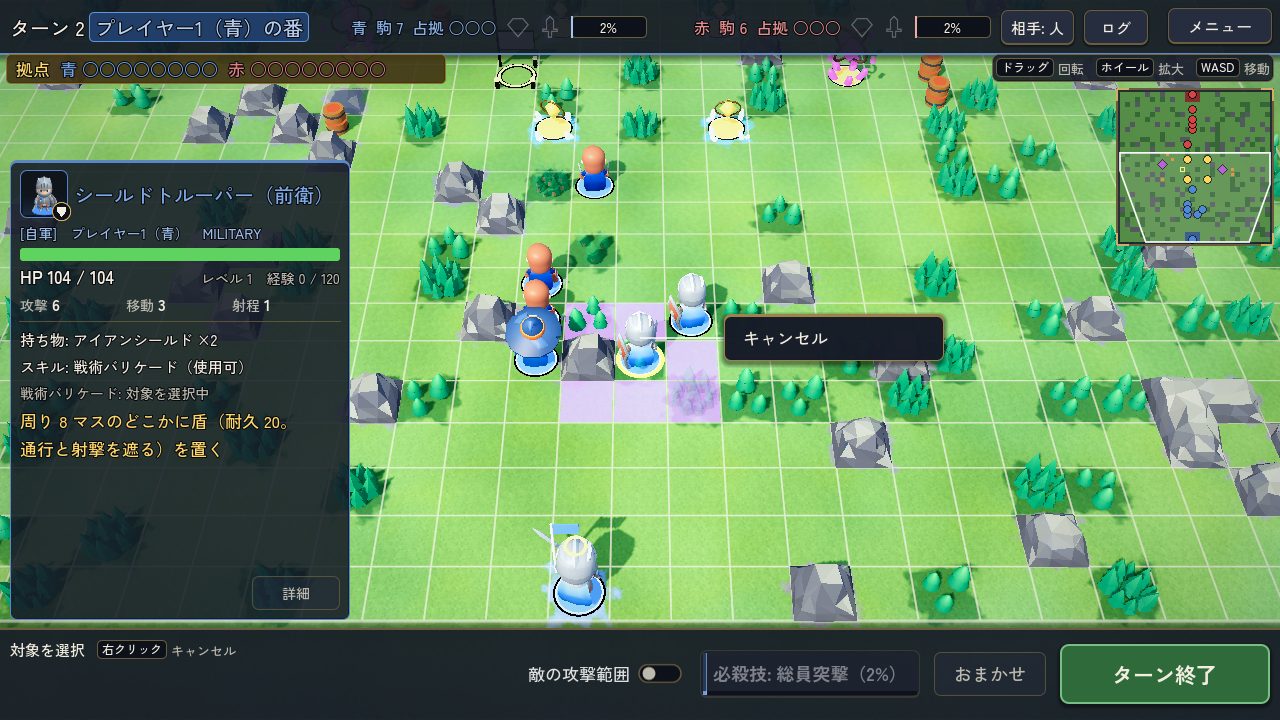 ターン 2 プレイヤー1（青）の番 青 駒 7 占拠 〇〇〇 2% 赤 駒 6 占拠 〇〇〇 2% 相手: 人 ログ メニュー
拠点 青 〇〇〇〇〇〇〇〇 赤 〇〇〇〇〇〇〇〇 ドラッグ 回転 ホイール 拡大 WASD 移動
シールドトルーパー（前衛）
[自軍] プレイヤー1（青） MILITARY
HP 104 / 104 レベル 1 経験 0 / 120
攻撃 6 移動 3 射程 1
持ち物: アイアンシールド ×2
スキル: 戦術バリケード（使用可）
戦術バリケード: 対象を選択中
周り 8 マスのどこかに盾（耐久 20。
通行と射撃を遮る）を置く
詳細
キャンセル
対象を選択 右クリック キャンセル
敵の攻撃範囲 必殺技: 総員突撃（2%） おまかせ ターン終了